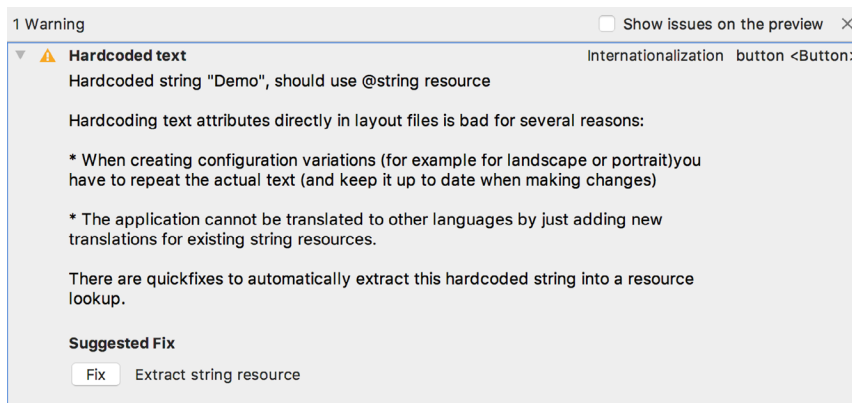 1 Warning
Show issues on the preview
Hardcoded text
Internationalization button <Button>
Hardcoded string "Demo", should use @string resource
Hardcoding text attributes directly in layout files is bad for several reasons:
* When creating configuration variations (for example for landscape or portrait)you
have to repeat the actual text (and keep it up to date when making changes)
* The application cannot be translated to other languages by just adding new
translations for existing string resources.
There are quickfixes to automatically extract this hardcoded string into a resource
lookup.
Suggested Fix
Fix Extract string resource